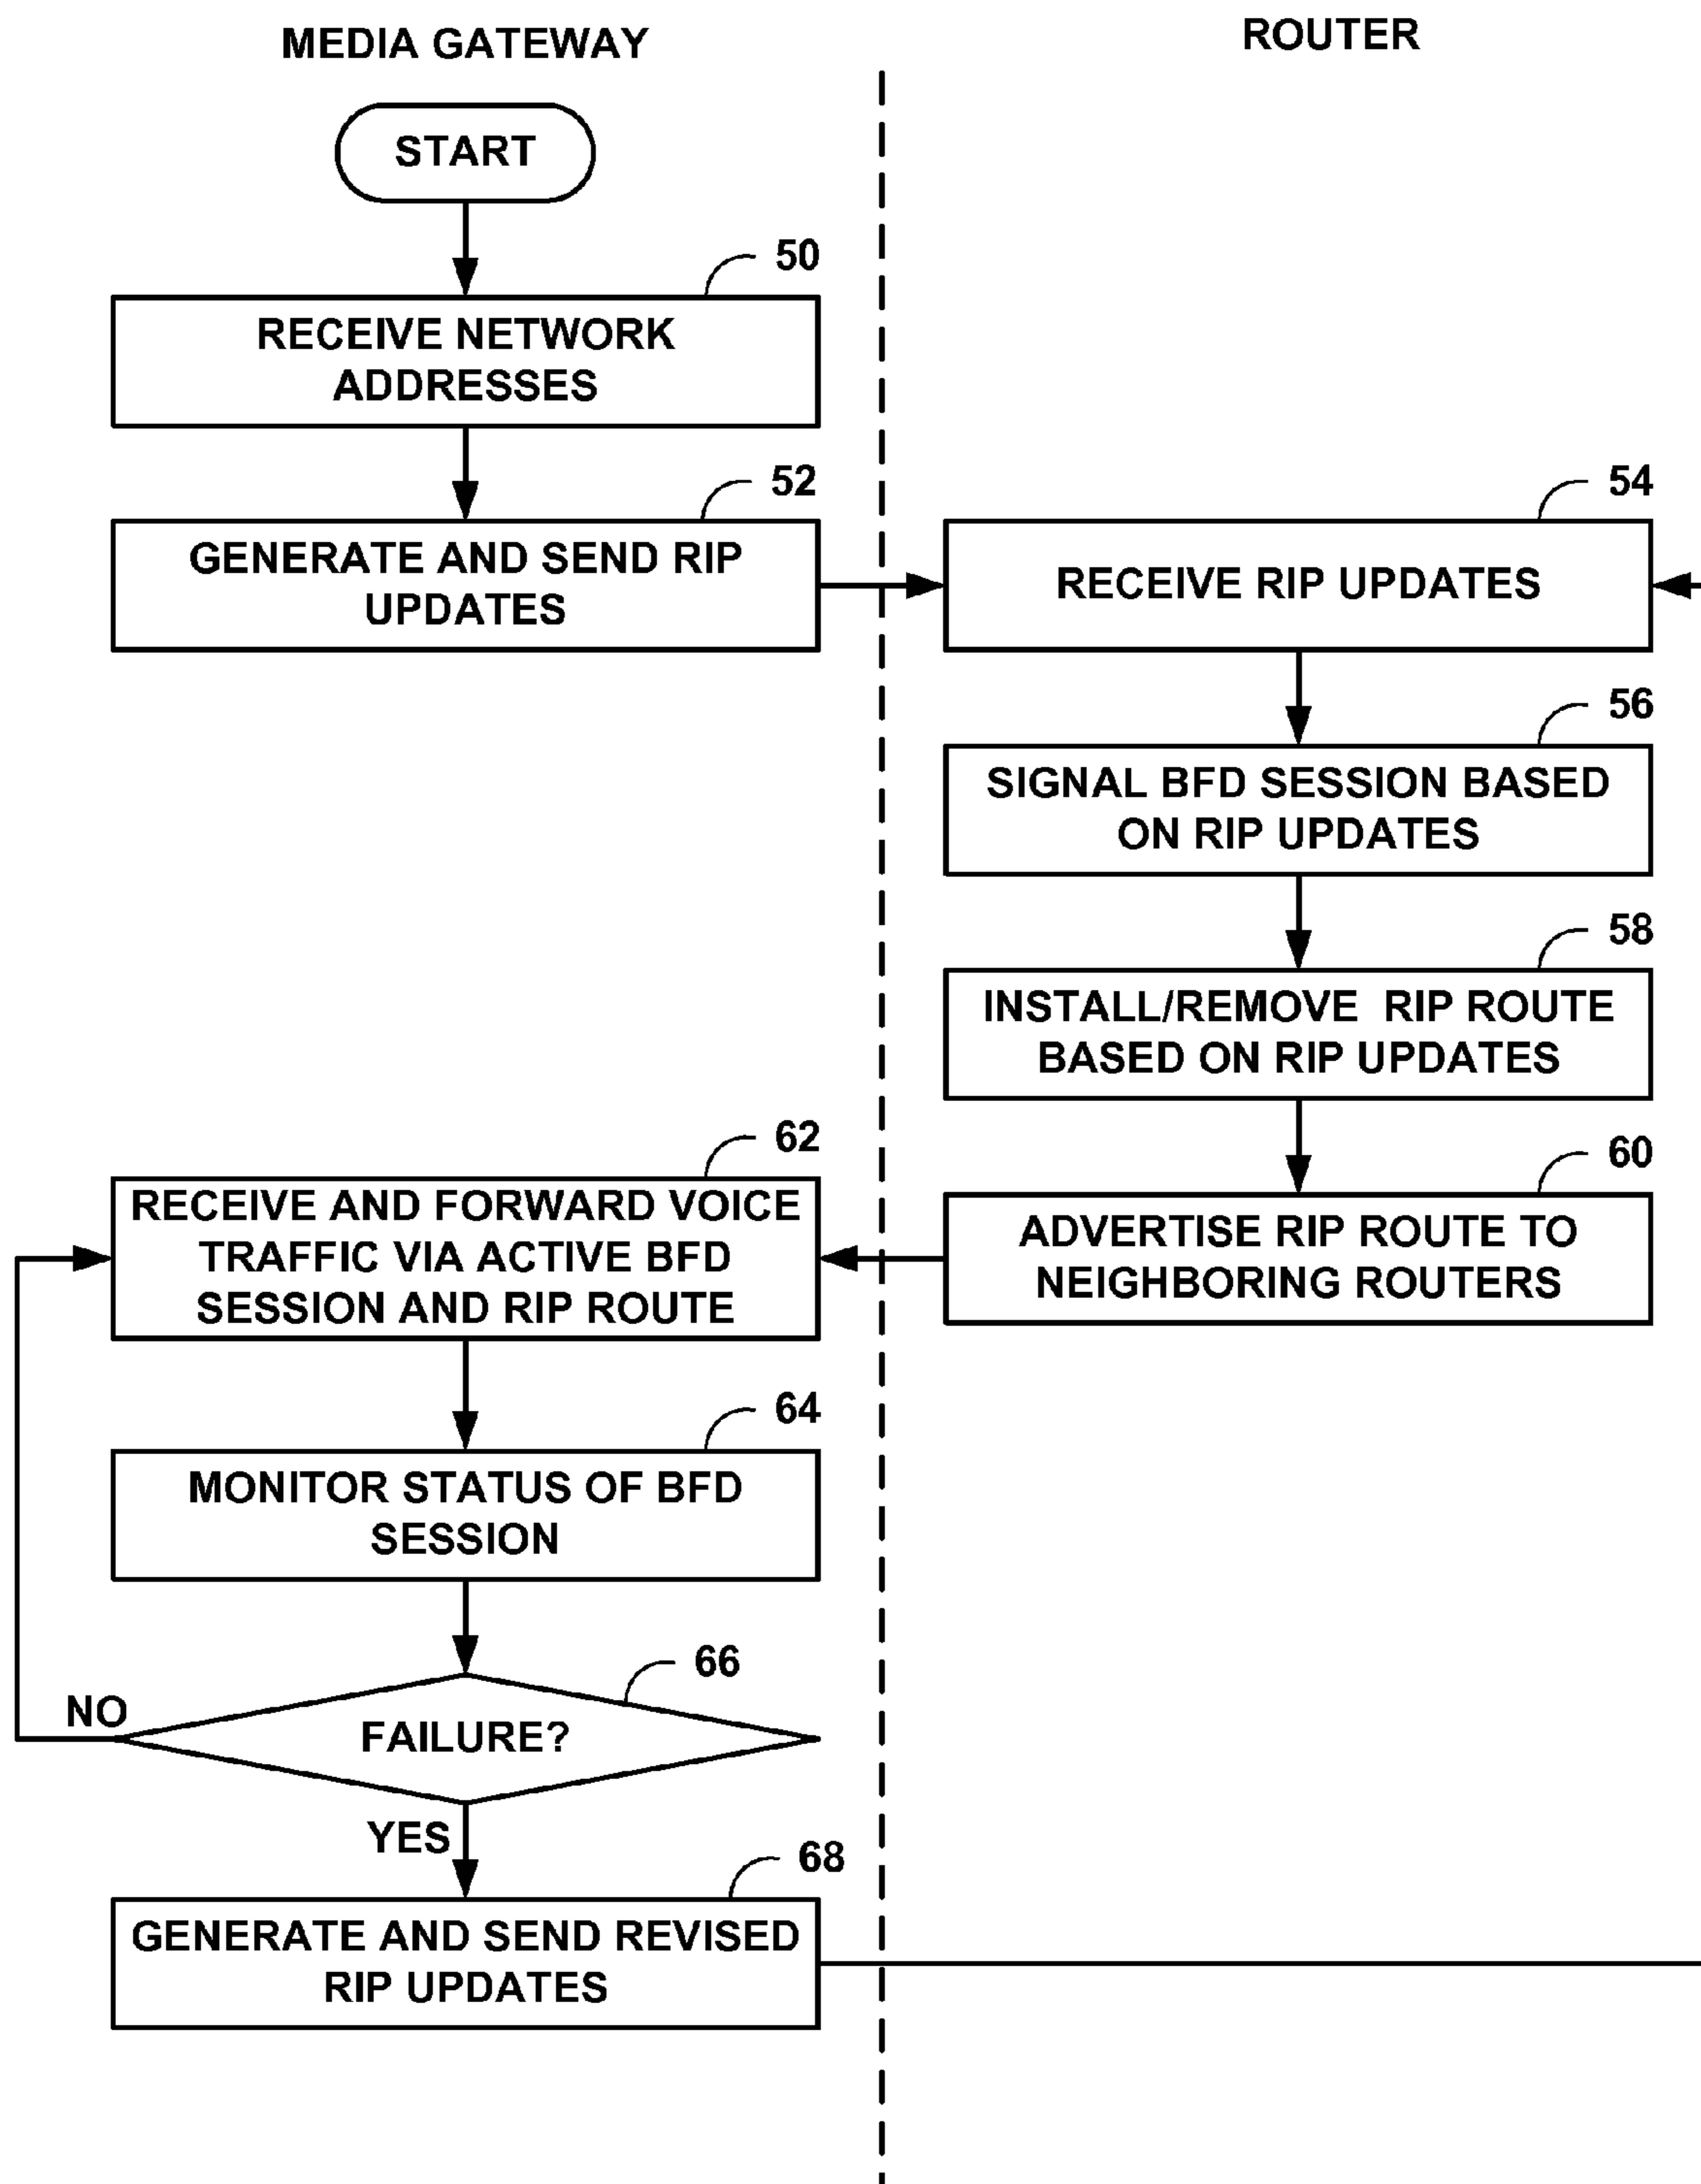 MEDIA GATEWAY
ROUTER
START
50
RECEIVE NETWORK
ADDRESSES
52
GENERATE AND SEND RIP
UPDATES
54
RECEIVE RIP UPDATES
56
SIGNAL BFD SESSION BASED
ON RIP UPDATES
58
INSTALL/REMOVE RIP ROUTE
BASED ON RIP UPDATES
60
ADVERTISE RIP ROUTE TO
NEIGHBORING ROUTERS
62
RECEIVE AND FORWARD VOICE
TRAFFIC VIA ACTIVE BFD
SESSION AND RIP ROUTE
64
MONITOR STATUS OF BFD
SESSION
66
FAILURE?
NO
YES
68
GENERATE AND SEND REVISED
RIP UPDATES